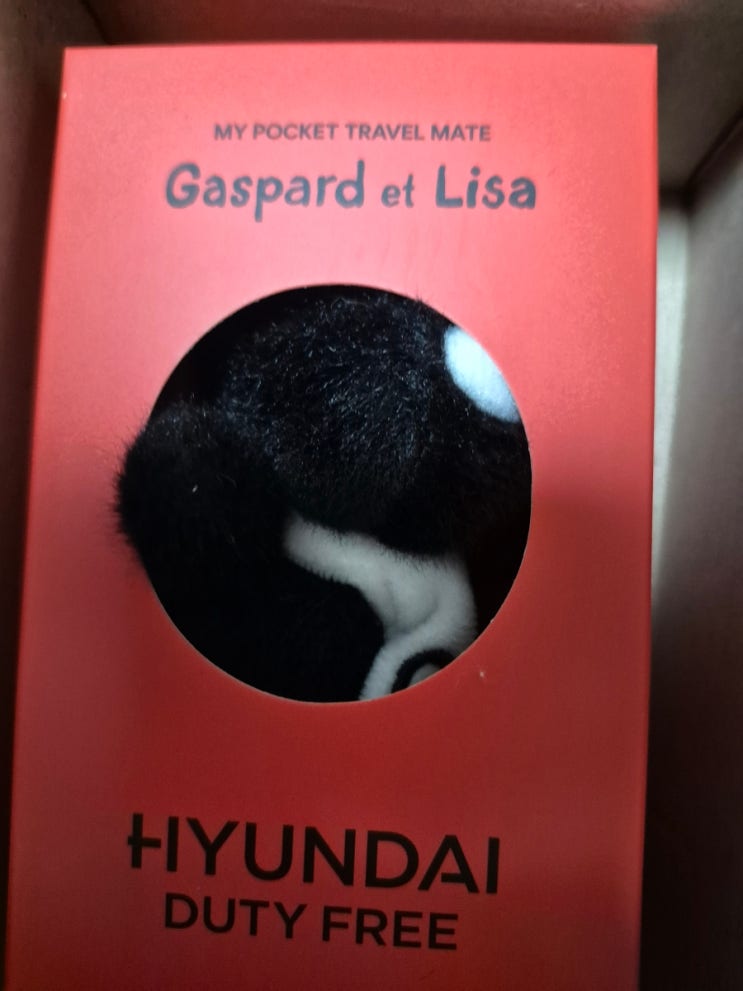 MY POCKET TRAVEL MATE
Gaspard et Lisa
HYUNDAI
DUTY FREE